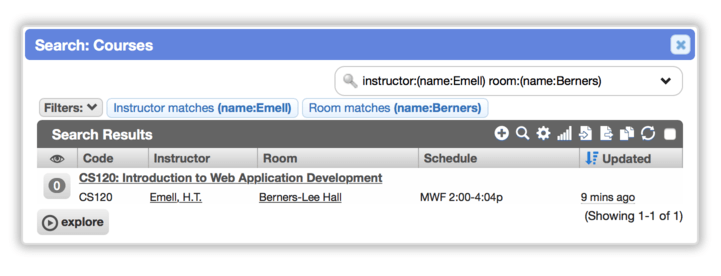 Search: Courses
instructor:(name:Emell) room:(name:Berners)
Filters: Instructor matches (name:Emell) Room matches (name:Berners)
Search Results
Code Instructor Room Schedule Updated
0 CS120: Introduction to Web Application Development
CS120 Emell, H.T. Berners-Lee Hall MWF 2:00-4:04p 9 mins ago
explore (Showing 1-1 of 1)